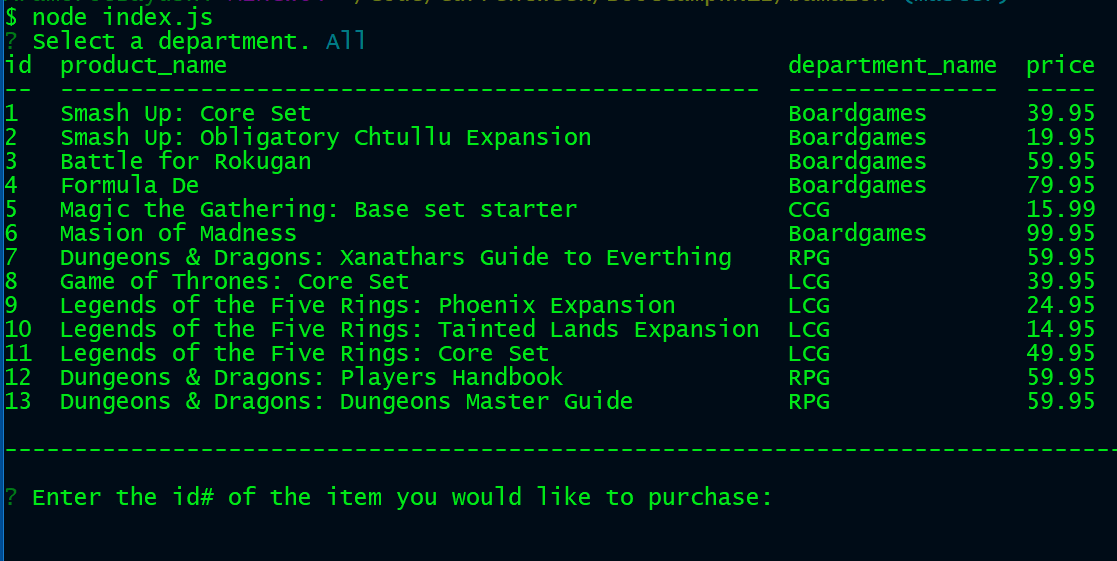 $ node index.js
? Select a department. All
id  product_name                                        department_name  price
--  --------------------------------------------------  ---------------  -----
1   Smash Up: Core Set                                  Boardgames       39.95
2   Smash Up: Obligatory Chtullu Expansion              Boardgames       19.95
3   Battle for Rokugan                                  Boardgames       59.95
4   Formula De                                          Boardgames       79.95
5   Magic the Gathering: Base set starter               CCG              15.99
6   Masion of Madness                                   Boardgames       99.95
7   Dungeons & Dragons: Xanathars Guide to Everthing    RPG              59.95
8   Game of Thrones: Core Set                           LCG              39.95
9   Legends of the Five Rings: Phoenix Expansion        LCG              24.95
10  Legends of the Five Rings: Tainted Lands Expansion  LCG              14.95
11  Legends of the Five Rings: Core Set                 LCG              49.95
12  Dungeons & Dragons: Players Handbook                RPG              59.95
13  Dungeons & Dragons: Dungeons Master Guide           RPG              59.95
--------------------------------------------------------------------------------
? Enter the id# of the item you would like to purchase: